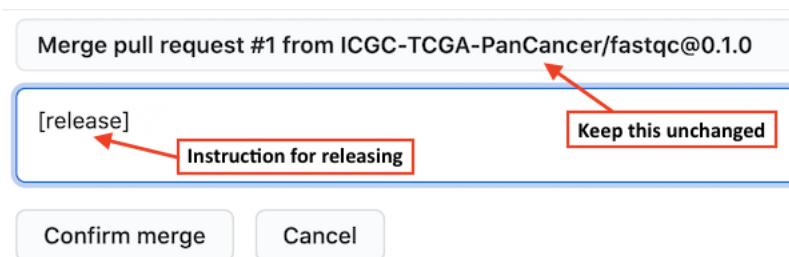 Merge pull request #1 from ICGC-TCGA-PanCancer/fastqc@0.1.0
[release]
Keep this unchanged
Instruction for releasing
Confirm merge
Cancel